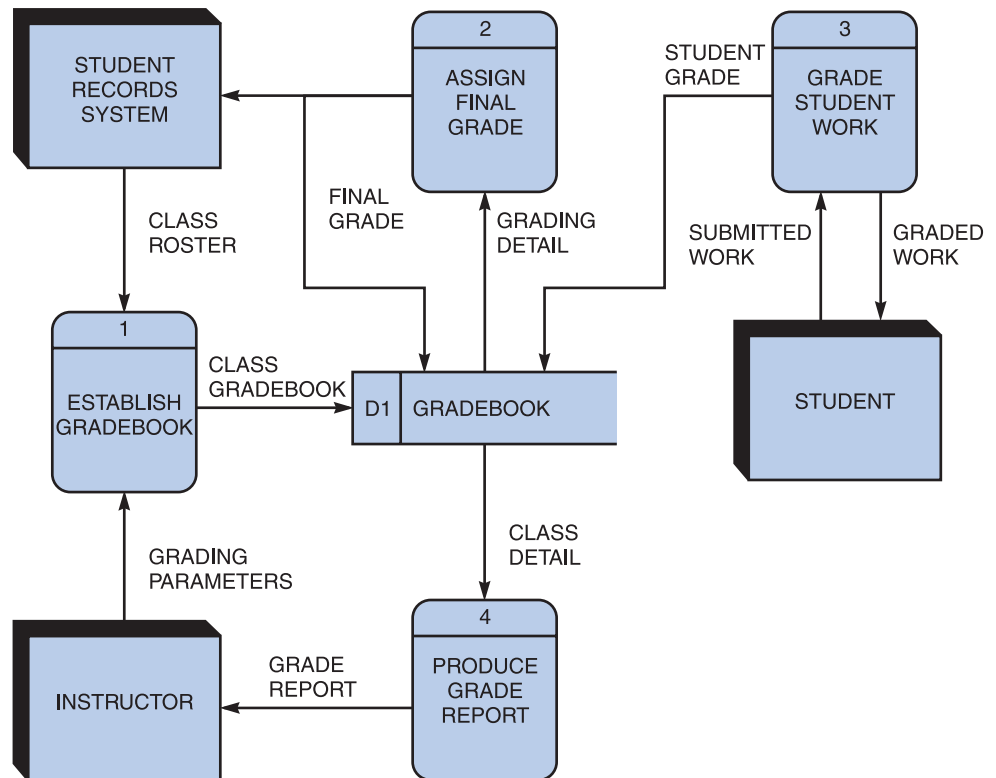 STUDENT
RECORDS
SYSTEM
2
ASSIGN
FINAL
GRADE
STUDENT
GRADE
3
GRADE
STUDENT
WORK
CLASS
ROSTER
FINAL
GRADE
GRADING
DETAIL
SUBMITTED
WORK
GRADED
WORK
1
ESTABLISH
GRADEBOOK
CLASS
GRADEBOOK
D1
GRADEBOOK
STUDENT
GRADING
PARAMETERS
CLASS
DETAIL
INSTRUCTOR
GRADE
REPORT
4
PRODUCE
GRADE
REPORT